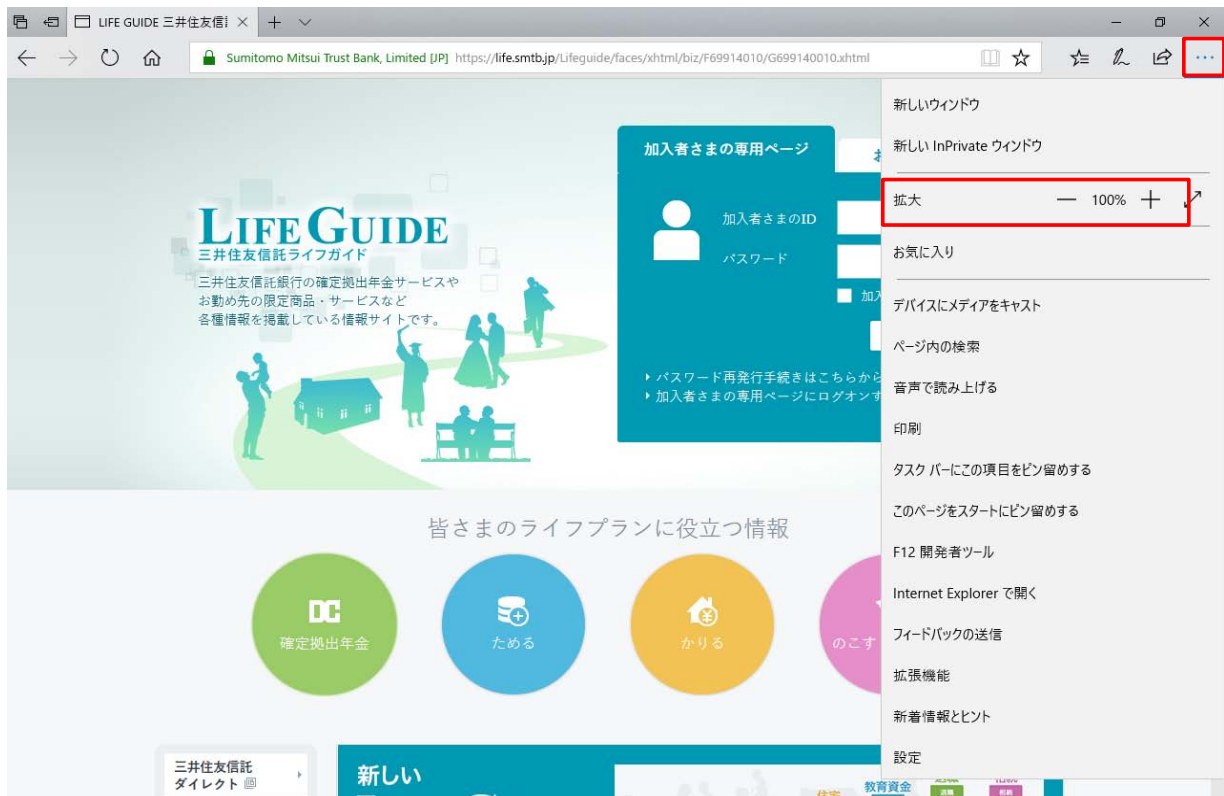 LIFE GUIDE 三井住友信
Sumitomo Mitsui Trust Bank, Limited [JP] https://life.smtb.jp/Lifeguide/faces/xhtml/biz/F69914010/G699140010.xhtml
新しいウィンドウ
新しい InPrivate ウィンドウ
拡大 100%
お気に入り
デバイスにメディアをキャスト
ページ内の検索
音声で読み上げる
印刷
タスク バーにこの項目をピン留めする
このページをスタートにピン留めする
F12 開発者ツール
Internet Explorer で開く
フィードバックの送信
拡張機能
新着情報とヒント
設定
LIFE GUIDE
三井住友信託ライフガイド
三井住友信託銀行の確定拠出年金サービスや
お勤め先の限定商品・サービスなど
各種情報を掲載している情報サイトです。
加入者さまの専用ページ
加入者さまのID
パスワード
加入
パスワード再発行手続きはこちらから
加入者さまの専用ページにログオンす
皆さまのライフプランに役立つ情報
DC
確定拠出年金
ためる
かりる
のこす
三井住友信託
ダイレクト
新しい
住宅
教育資金
退職
相続